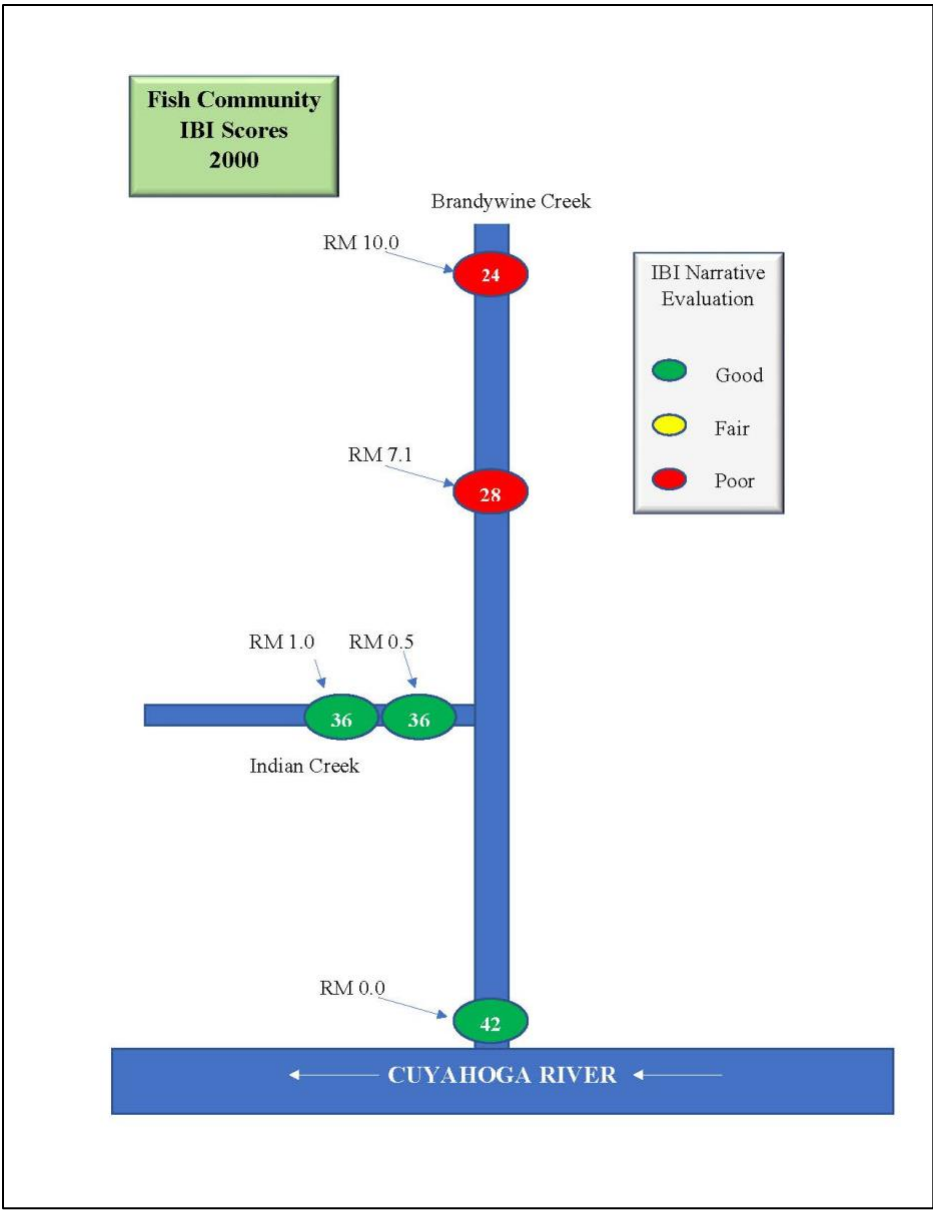 Fish Community
IBI Scores
2000
Brandywine Creek
RM 10.0
24
IBI Narrative
Evaluation
Good
Fair
Poor
RM 7.1
28
RM 1.0
RM 0.5
36
36
Indian Creek
RM 0.0
42
CUYAHOGA RIVER